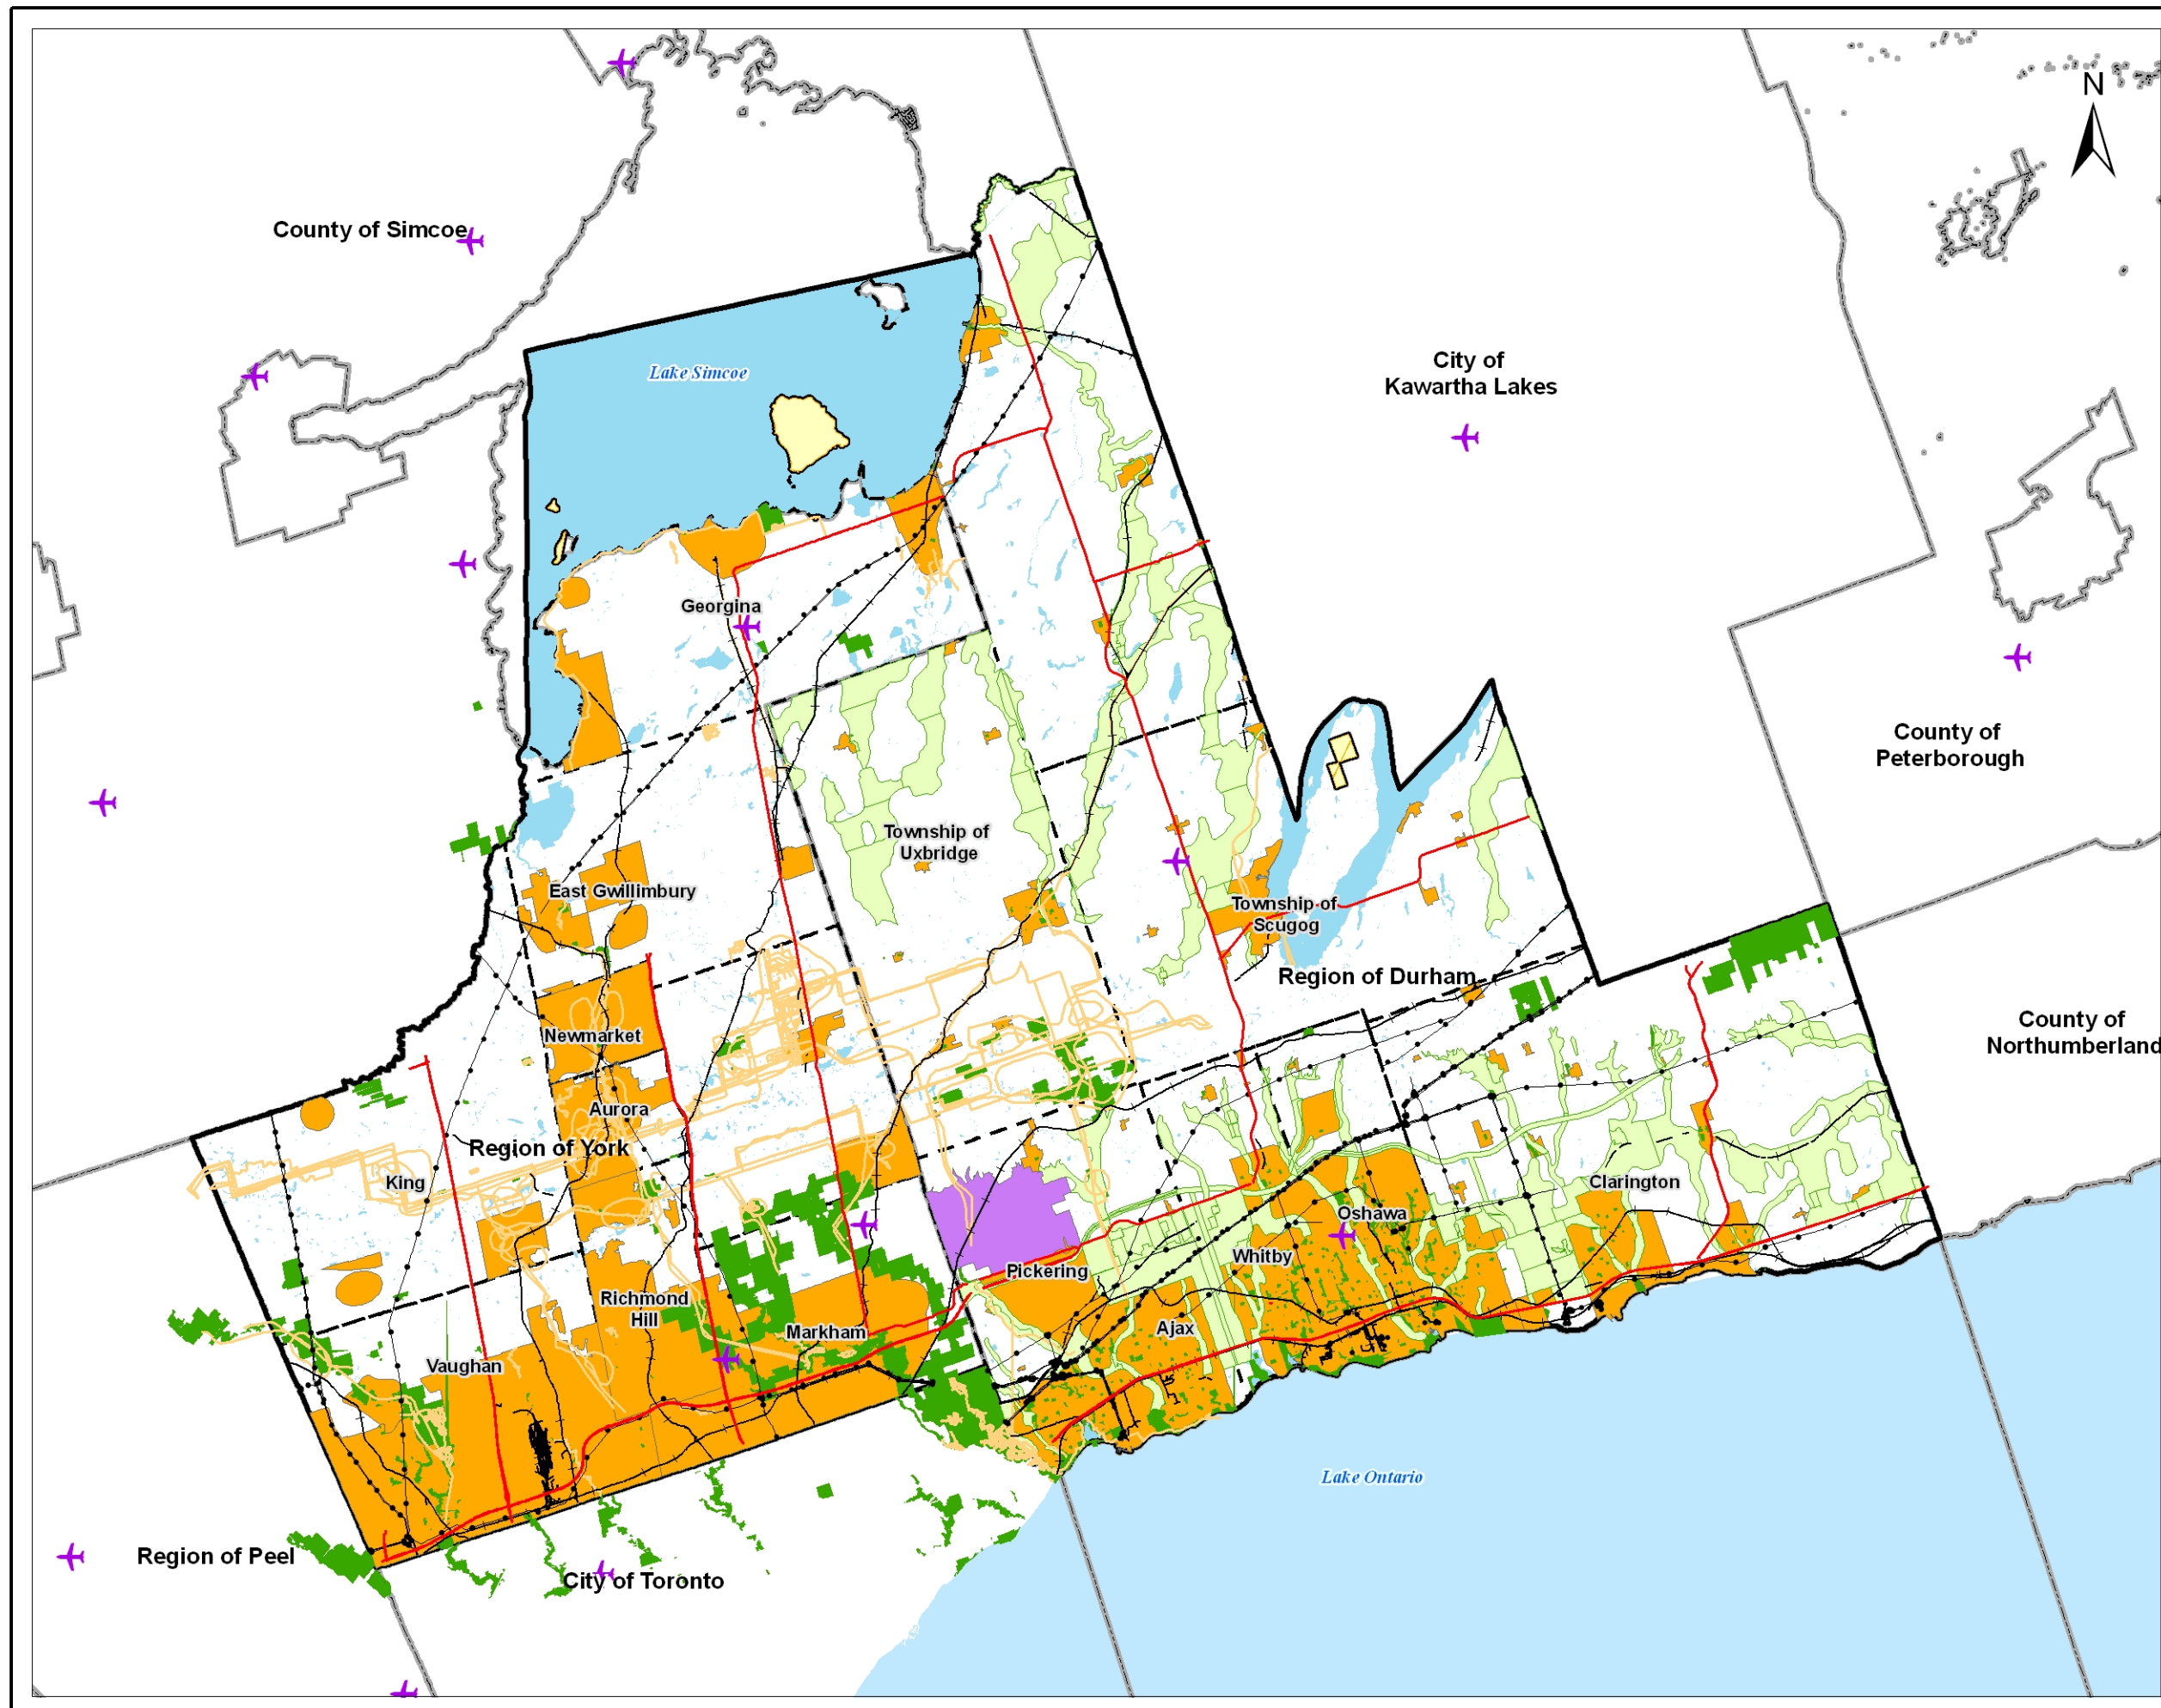 N
County of Simcoe
Lake Simcoe
City of
Kawartha Lakes
Georgina
County of
Peterborough
Township of
Uxbridge
East Gwillimbury
Township of
Scugog
Region of Durham
County of
Northumberland
Newmarket
Aurora
Region of York
King
Clarington
Oshawa
Whitby
Pickering
Richmond
Hill
Markham
Ajax
Vaughan
Lake Ontario
Region of Peel
City of Toronto